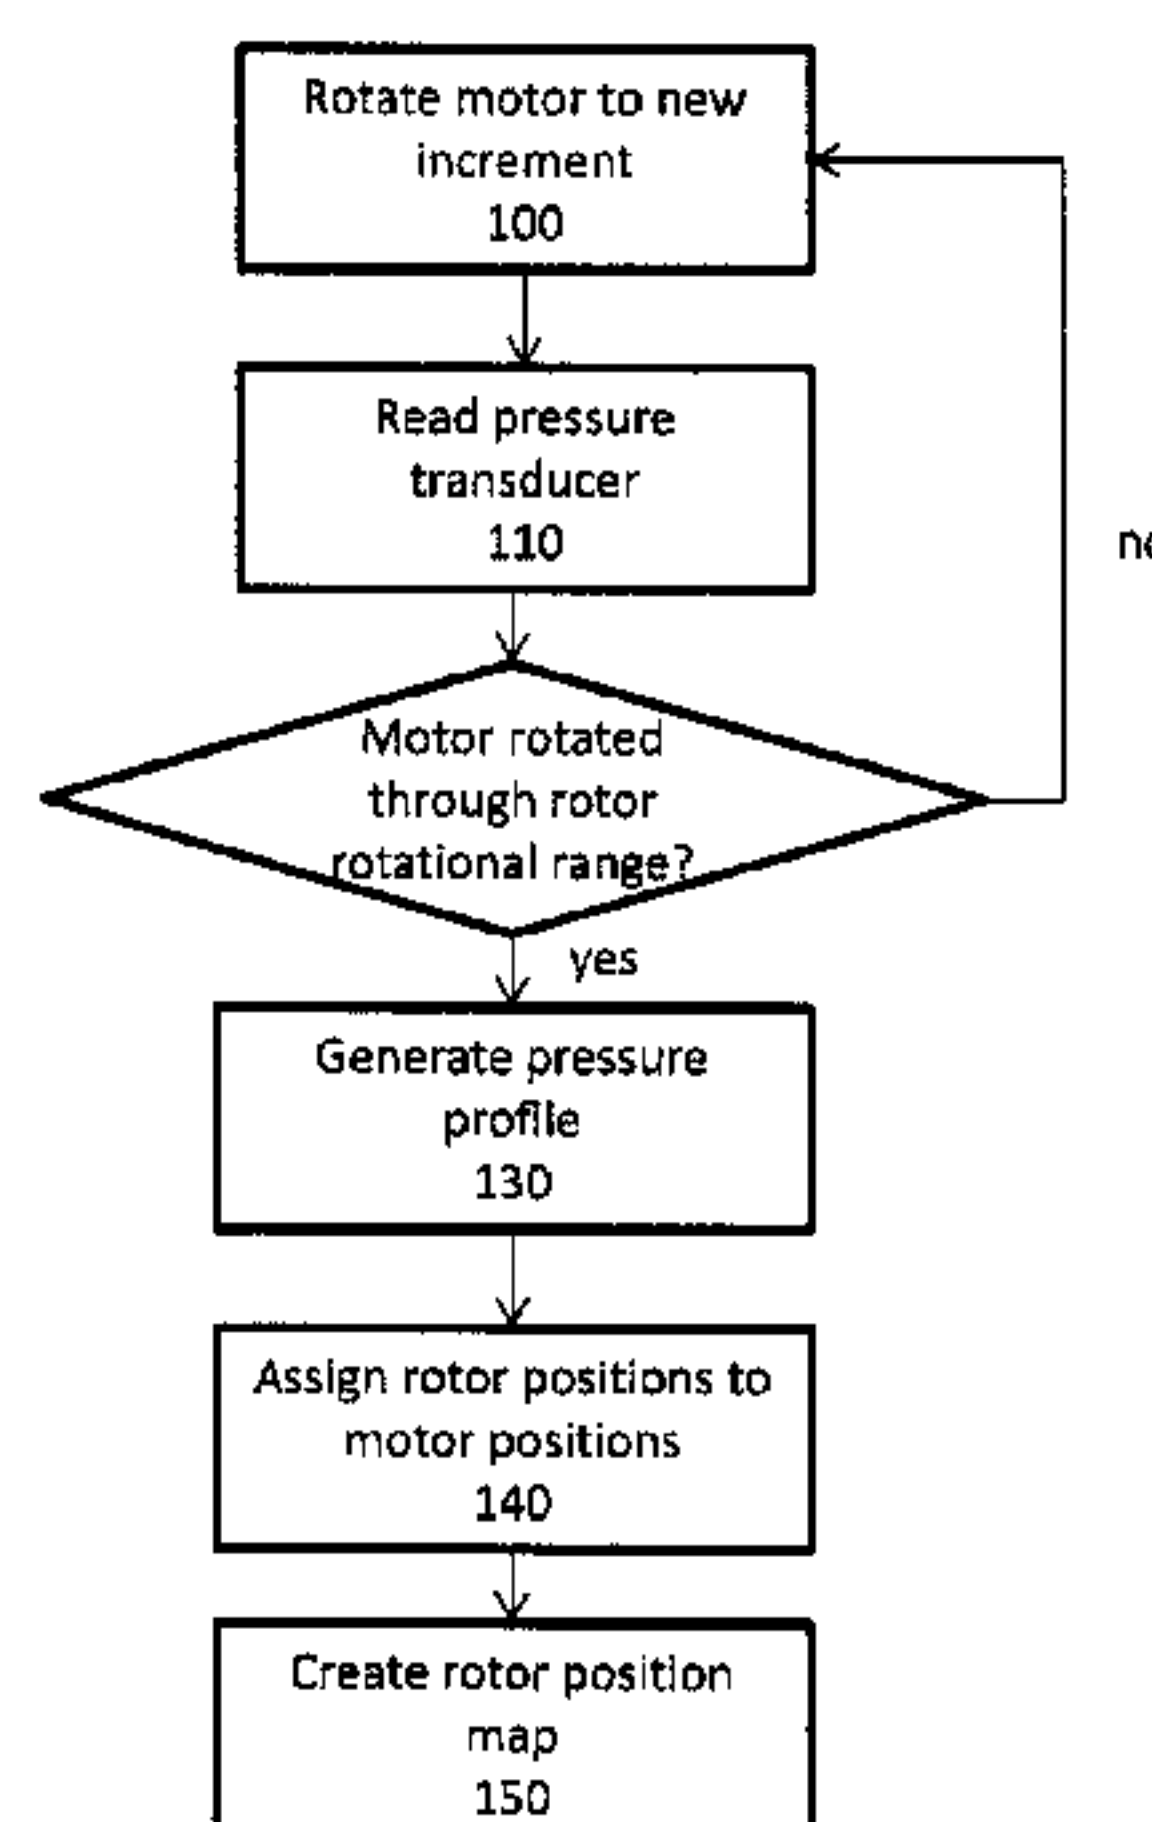 Rotate motor to new
increment
100
Read pressure
transducer
110
Motor rotated
through rotor
rotational range?
yes
Generate pressure
profile
130
Assign rotor positions to
motor positions
140
Create rotor position
map
150